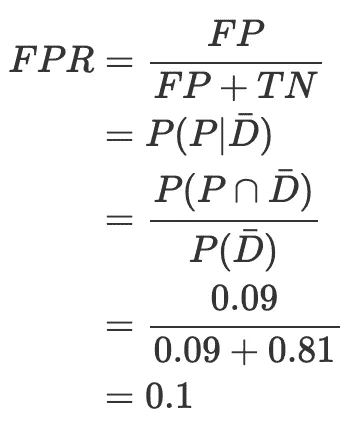 FPR = FP / (FP + TN)
= P(P|D̄)
= P(P ∩ D̄) / P(D̄)
= 0.09 / (0.09 + 0.81)
= 0.1